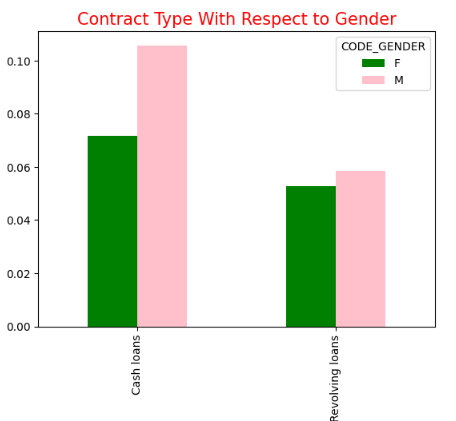 Contract Type With Respect to Gender
CODE_GENDER
F
M
0.10
0.08
0.06
0.04
0.02
0.00
Cash loans
Revolving loans